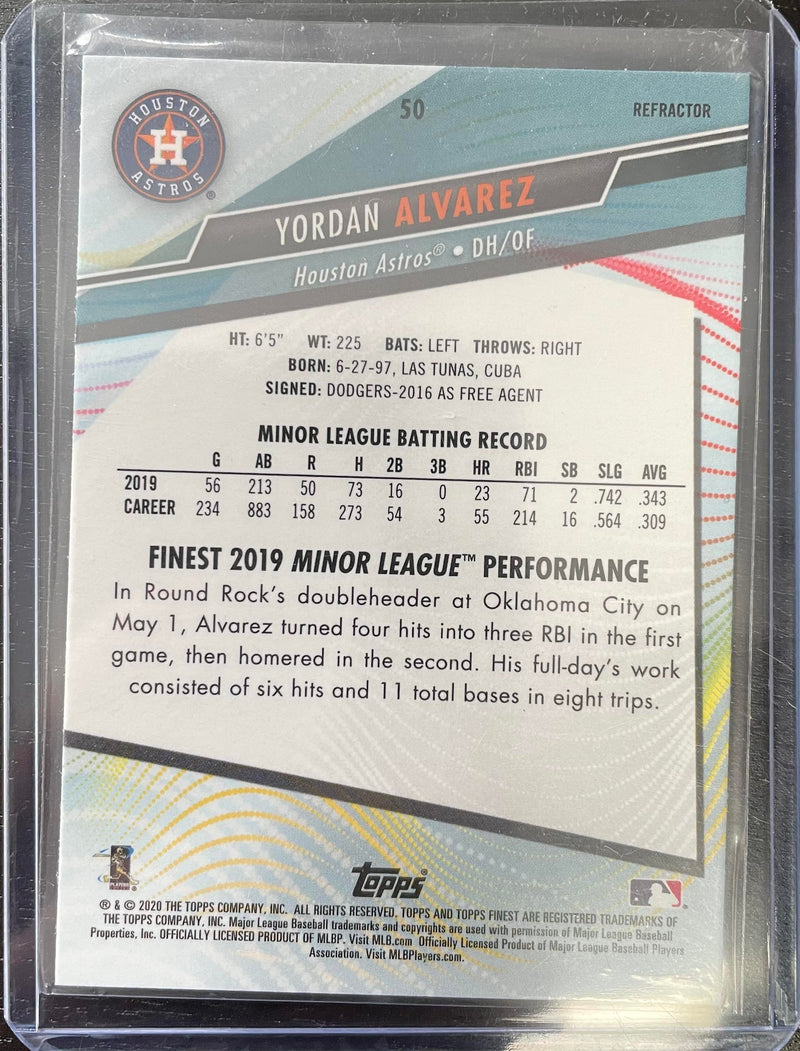 HOUSTON
H
ASTROS®
50
REFRACTOR
YORDAN ALVAREZ
Houston Astros® • DH/OF
HT: 6'5" WT: 225 BATS: LEFT THROWS: RIGHT
BORN: 6-27-97, LAS TUNAS, CUBA
SIGNED: DODGERS-2016 AS FREE AGENT
MINOR LEAGUE BATTING RECORD
G AB R H 2B 3B HR RBI SB SLG AVG
2019 56 213 50 73 16 0 23 71 2 .742 .343
CAREER 234 883 158 273 54 3 55 214 16 .564 .309
FINEST 2019 MINOR LEAGUE™ PERFORMANCE
In Round Rock's doubleheader at Oklahoma City on
May 1, Alvarez turned four hits into three RBI in the first
game, then homered in the second. His full-day's work
consisted of six hits and 11 total bases in eight trips.
topps®
® & © 2020 THE TOPPS COMPANY, INC. ALL RIGHTS RESERVED. TOPPS AND TOPPS FINEST ARE REGISTERED TRADEMARKS OF
THE TOPPS COMPANY, INC. Major League Baseball trademarks and copyrights are used with permission of Major League Baseball
Properties, Inc. OFFICIALLY LICENSED PRODUCT OF MLBP. Visit MLB.com Officially Licensed Product of Major League Baseball Players
Association. Visit MLBPlayers.com.